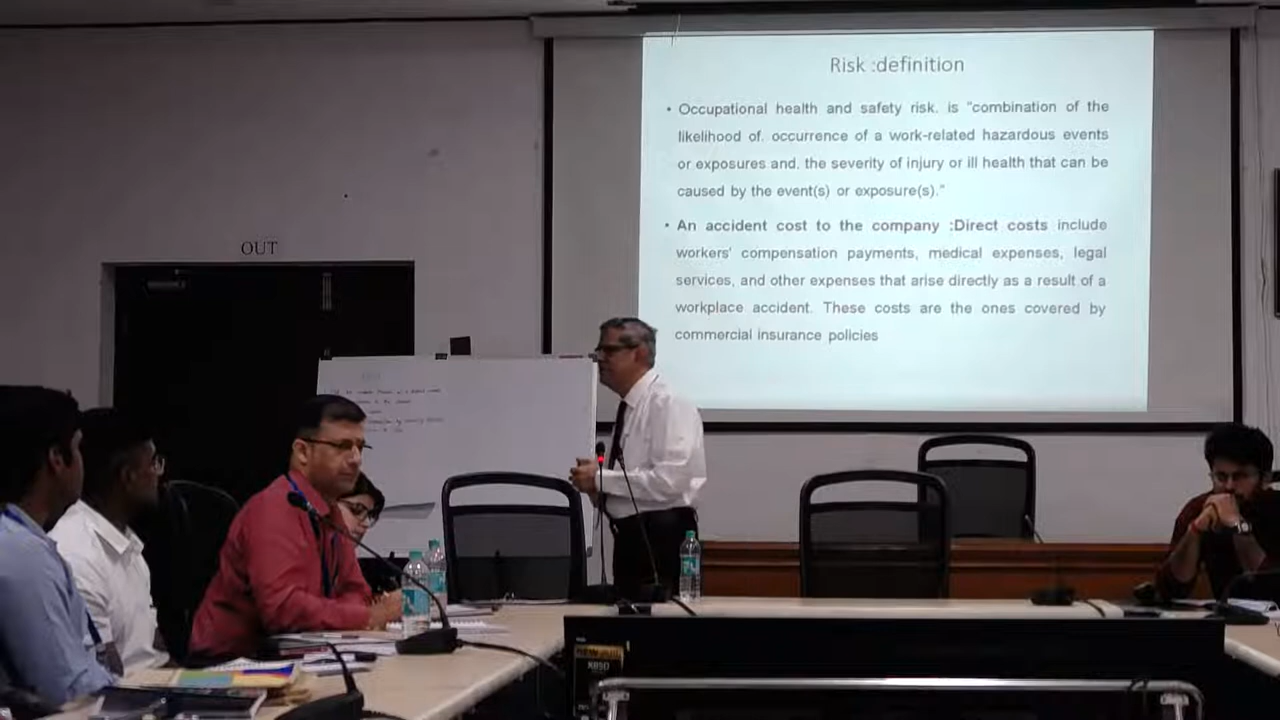 Risk :definition
• Occupational health and safety risk. is “combination of the
likelihood of. occurrence of a work-related hazardous events
or exposures and. the severity of injury or ill health that can be
caused by the event(s) or exposure(s).”
• An accident cost to the company :Direct costs include
workers’ compensation payments, medical expenses, legal
services, and other expenses that arise directly as a result of a
workplace accident. These costs are the ones covered by
commercial insurance policies
OUT